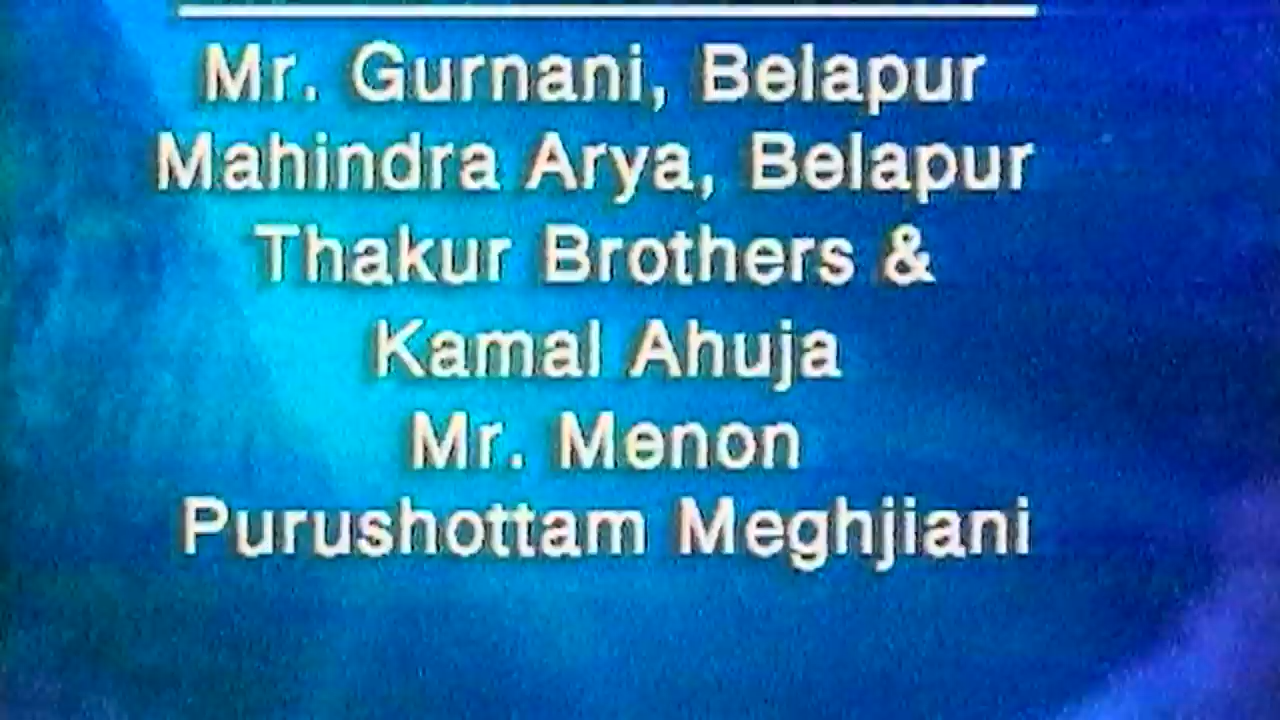 Mr. Gurnani, Belapur
Mahindra Arya, Belapur
Thakur Brothers &
Kamal Ahuja
Mr. Menon
Purushottam Meghjiani